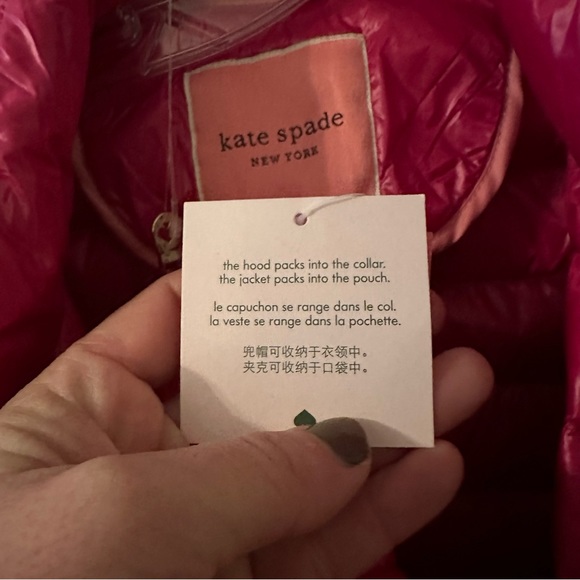 kate spade
NEW YORK
the hood packs into the collar.
the jacket packs into the pouch.
le capuchon se range dans le col.
la veste se range dans la pochette.
兜帽可收纳于衣领中。
夹克可收纳于口袋中。